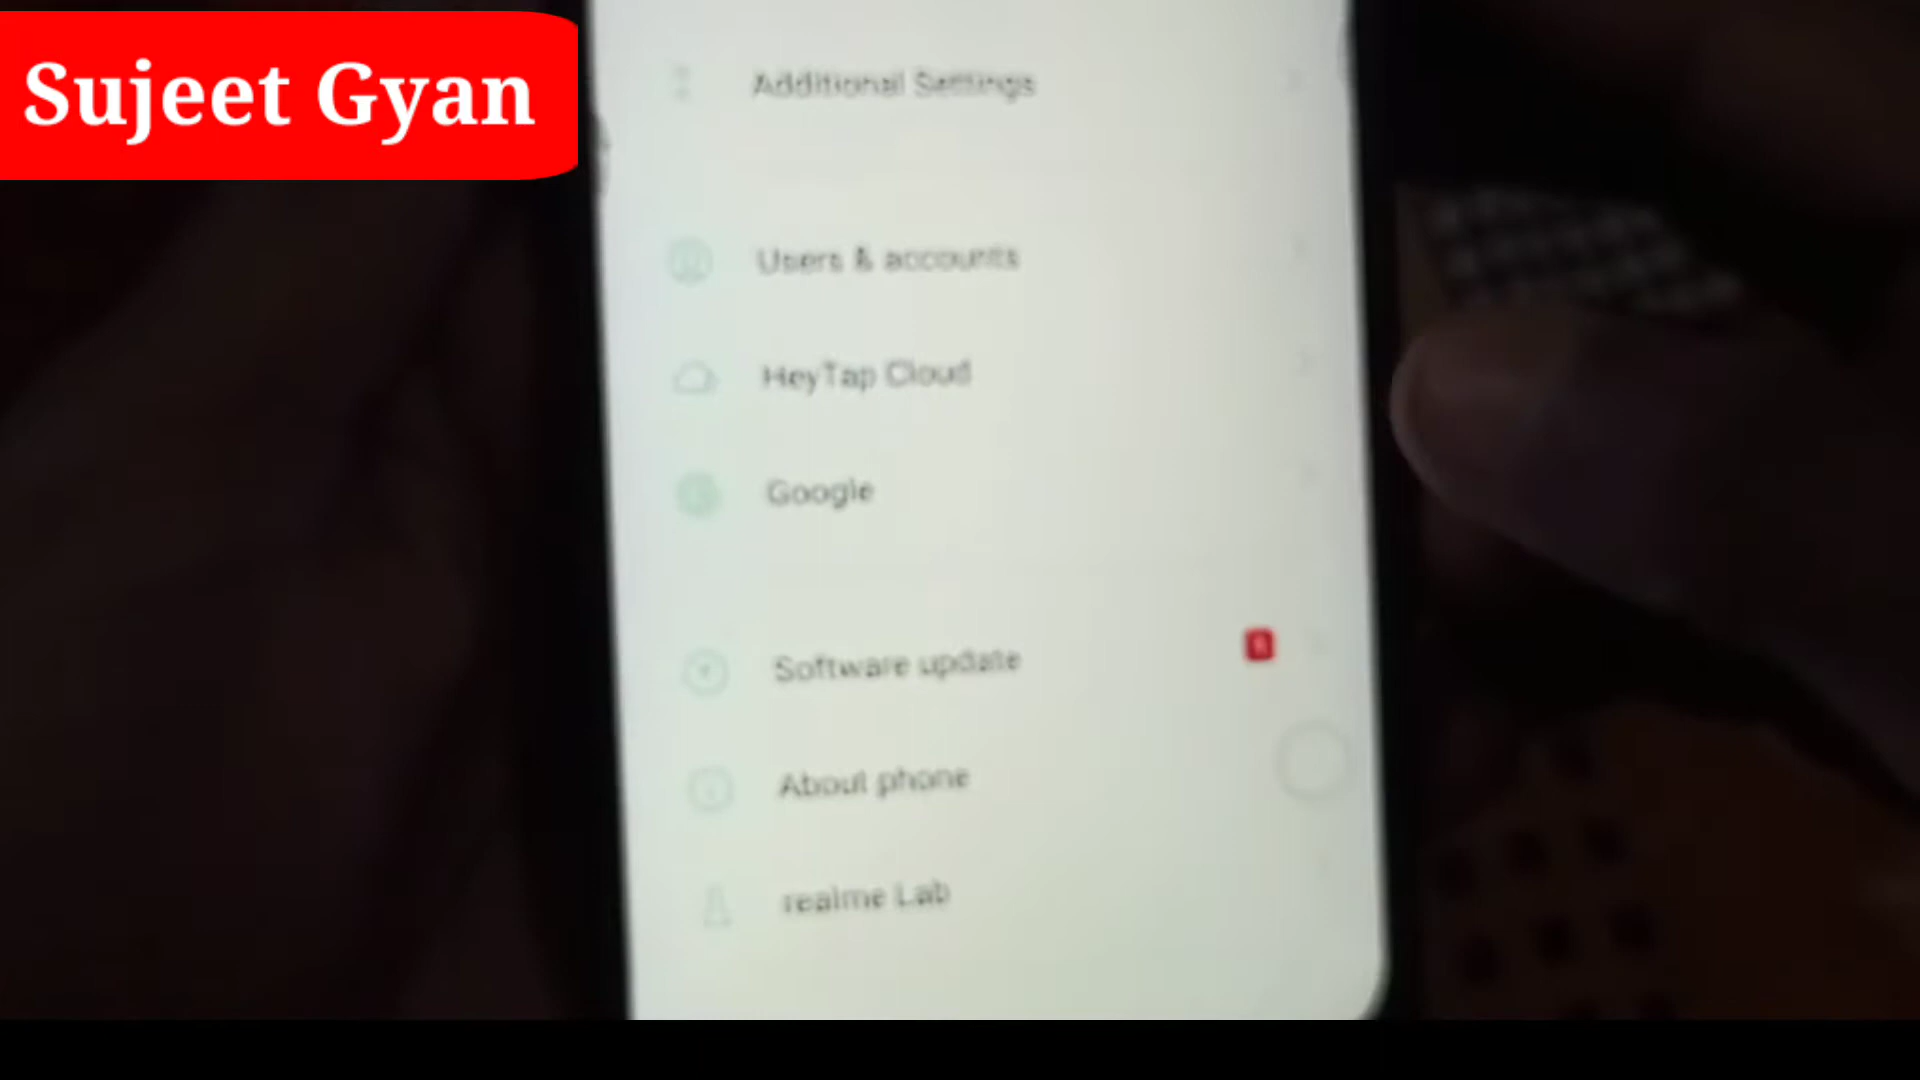 Sujeet Gyan
Additional Settings
Users & accounts
HeyTap Cloud
Google
Software update
About phone
realme Lab